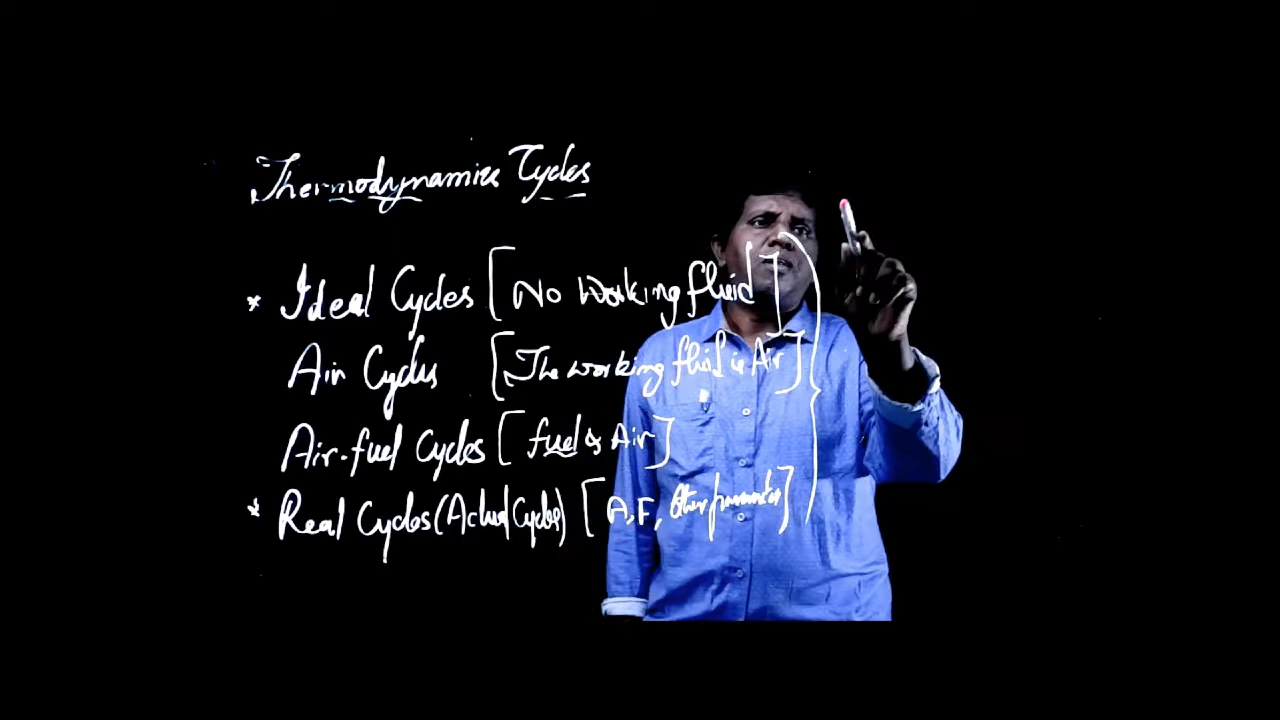 Thermodynamics Cycles
* Ideal Cycles [No working fluid]
Air Cycles [The working fluid is Air]
Air-fuel Cycles [fuel & Air]
* Real Cycles (Actual Cycles) [A, F, Other parameters]